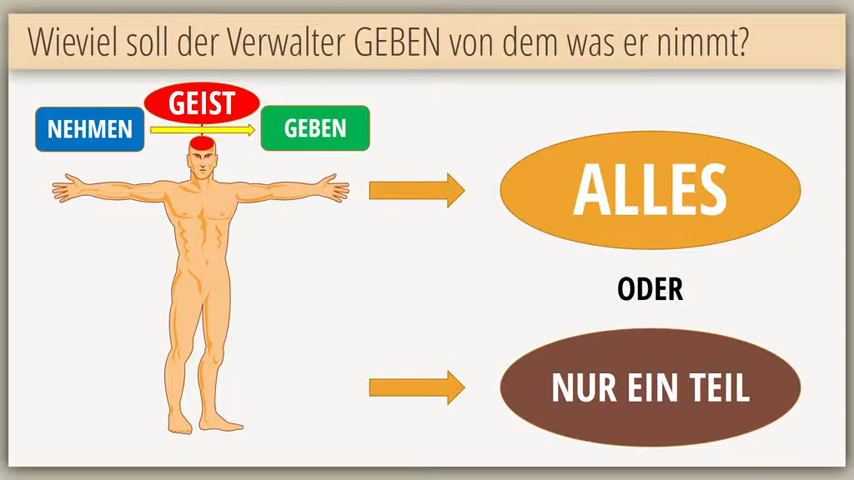 Wieviel soll der Verwalter GEBEN von dem was er nimmt?
GEIST
NEHMEN
GEBEN
ALLES
ODER
NUR EIN TEIL